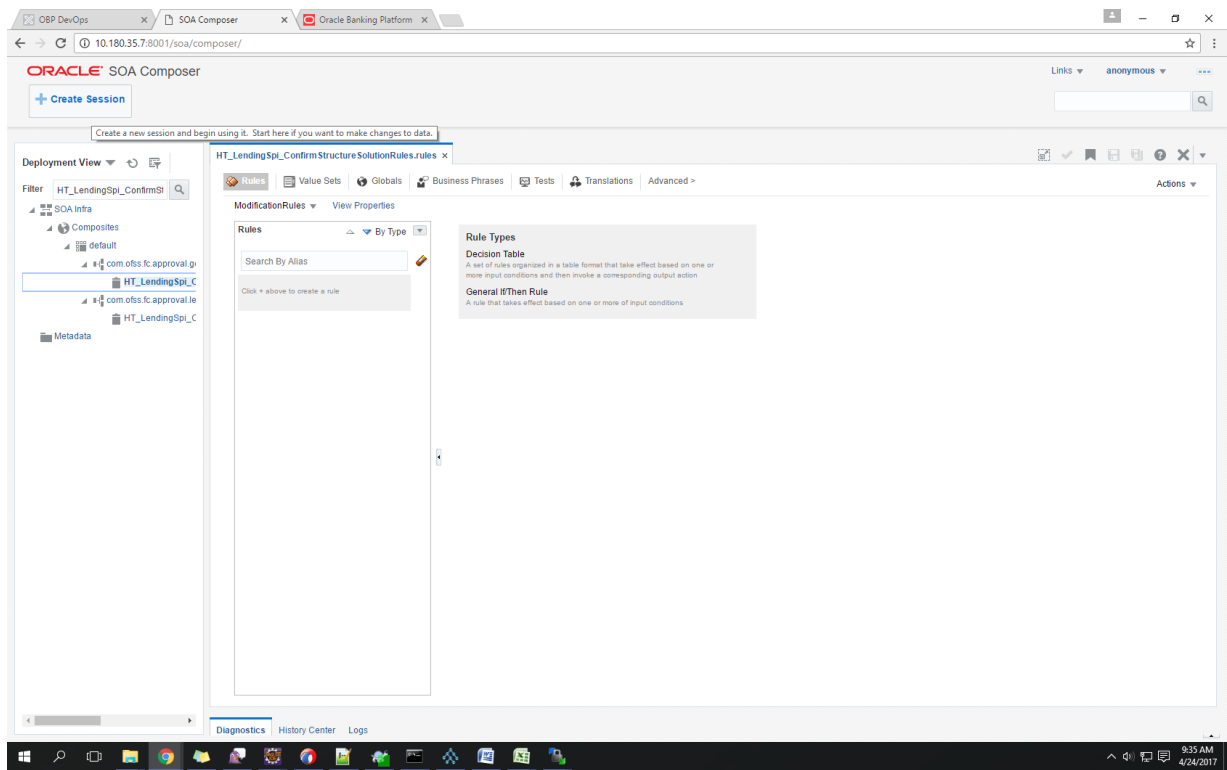 OBP DevOps
SOA Composer
Oracle Banking Platform
10.180.35.7:8001/soa/composer/
ORACLE SOA Composer
Links
anonymous
Create Session
Create a new session and begin using it. Start here if you want to make changes to data.
Deployment View
HT_LendingSpi_ConfirmStructureSolutionRules.rules
Filter
HT_LendingSpi_ConfirmSt
Rules
Value Sets
Globals
Business Phrases
Tests
Translations
Advanced >
Actions
SOA Infra
Composites
default
com.ofss.fc.approval.g
HT_LendingSpi_C
com.ofss.fc.approval.le
HT_LendingSpi_C
Metadata
ModificationRules
View Properties
Rules
By Type
Search By Alias
Click + above to create a rule
Rule Types
Decision Table
A set of rules organized in a table format that take effect based on one or
more input conditions and then invoke a corresponding output action
General If/Then Rule
A rule that takes effect based on one or more of input conditions
Diagnostics
History Center
Logs
9:35 AM
4/24/2017